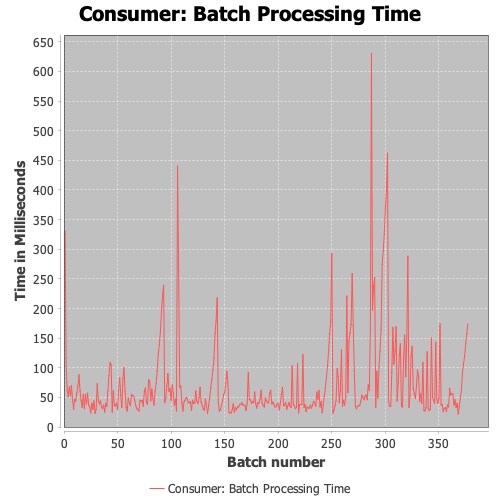 Consumer: Batch Processing Time
650
600
550
500
450
400
350
300
250
200
150
100
50
0
Time in Milliseconds
0 50 100 150 200 250 300 350
Batch number
Consumer: Batch Processing Time